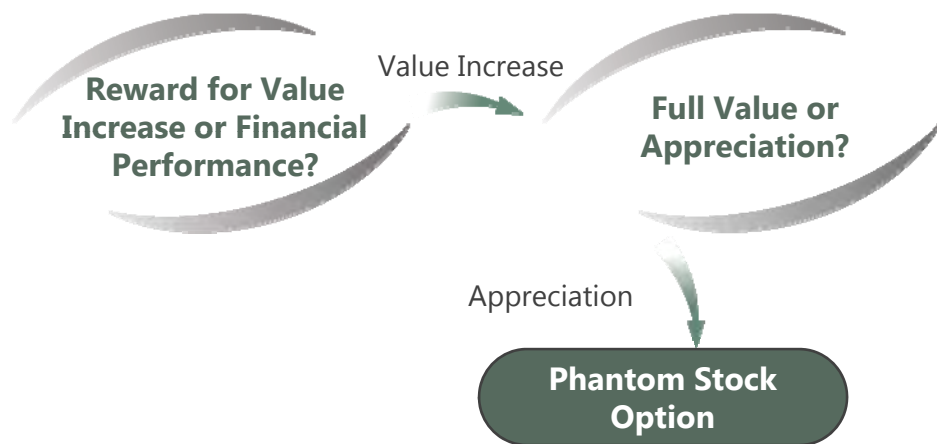 Reward for Value
Increase or Financial
Performance?
Value Increase
Full Value or
Appreciation?
Appreciation
Phantom Stock
Option